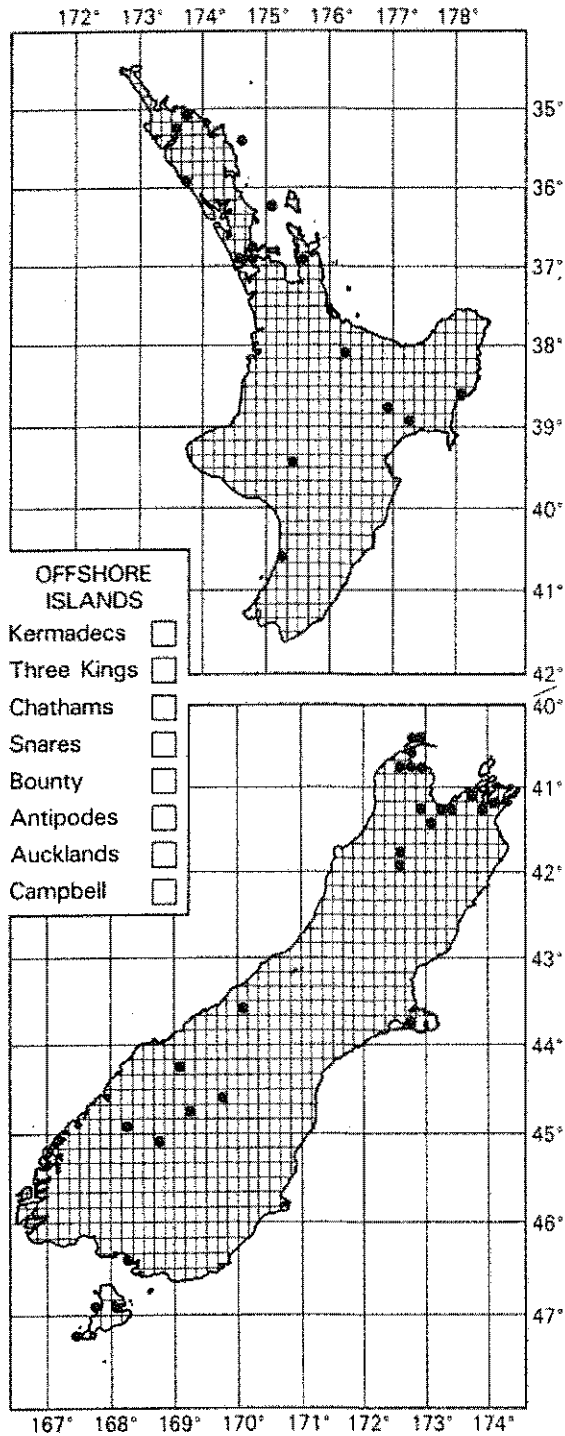 172° 173° 174° 175° 176° 177° 178°
35°
36°
37°
38°
39°
40°
41°
42°
OFFSHORE
ISLANDS
Kermadecs
Three Kings
Chathams
Snares
Bounty
Antipodes
Aucklands
Campbell
40°
41°
42°
43°
44°
45°
46°
47°
167° 168° 169° 170° 171° 172° 173° 174°